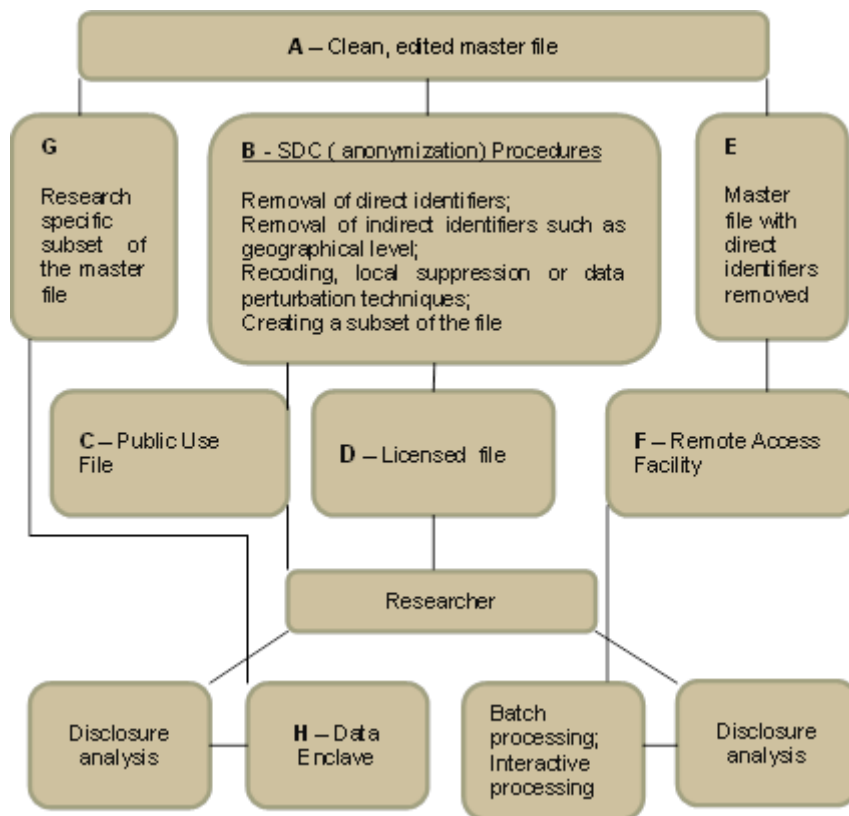 A – Clean, edited master file
G
Research
specific
subset of
the master
file
B - SDC ( anonymization) Procedures
Removal of direct identifiers;
Removal of indirect identifiers such as
geographical level;
Recoding, local suppression or data
perturbation techniques;
Creating a subset of the file
E
Master
file with
direct
identifiers
removed
C – Public Use
File
D – Licensed file
F – Remote Access
Facility
Researcher
Disclosure
analysis
H – Data
Enclave
Batch
processing;
Interactive
processing
Disclosure
analysis